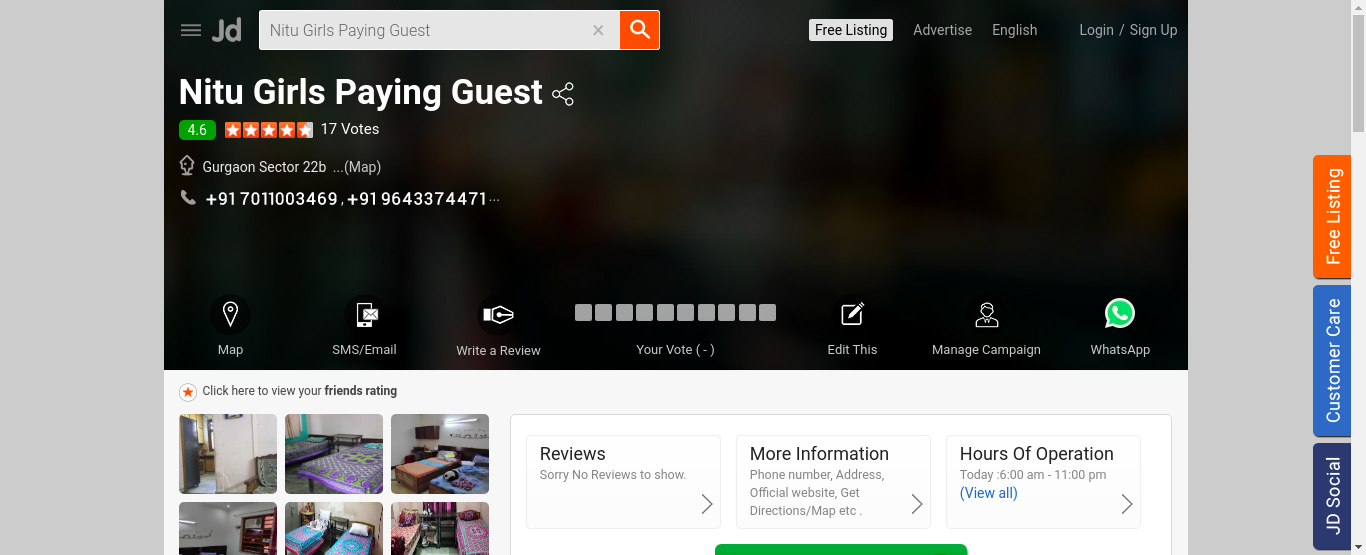 Jd
Nitu Girls Paying Guest
Free Listing
Advertise
English
Login / Sign Up
Nitu Girls Paying Guest
4.6
17 Votes
Gurgaon Sector 22b ...(Map)
+91 7011003469 , +91 9643374471 ...
Map
SMS/Email
Write a Review
Your Vote ( - )
Edit This
Manage Campaign
WhatsApp
Click here to view your friends rating
Reviews
Sorry No Reviews to show.
More Information
Phone number, Address,
Official website, Get
Directions/Map etc .
Hours Of Operation
Today :6:00 am - 11:00 pm
(View all)
Free Listing
Customer Care
JD Social